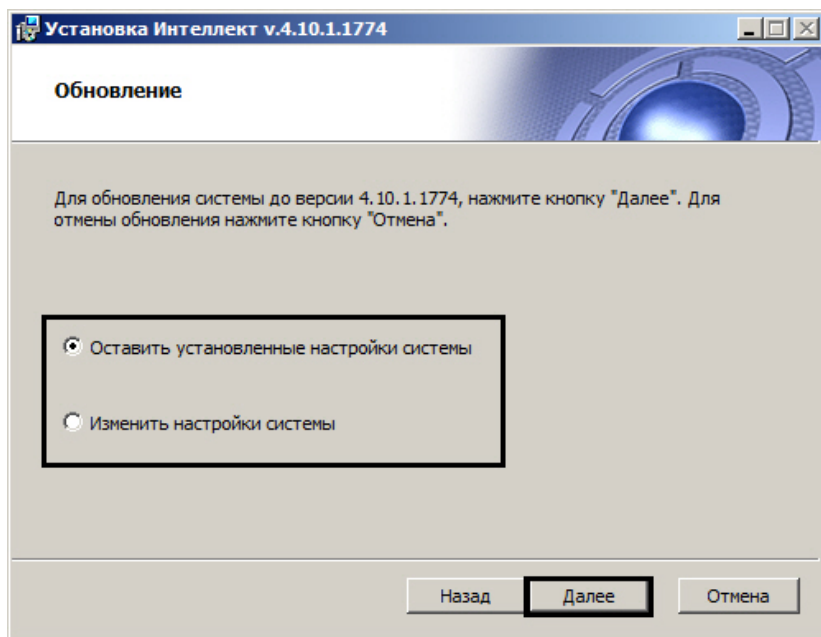 Установка Интеллект v.4.10.1.1774
Обновление
Для обновления системы до версии 4.10.1.1774, нажмите кнопку "Далее". Для
отмены обновления нажмите кнопку "Отмена".
Оставить установленные настройки системы
Изменить настройки системы
Назад Далее Отмена